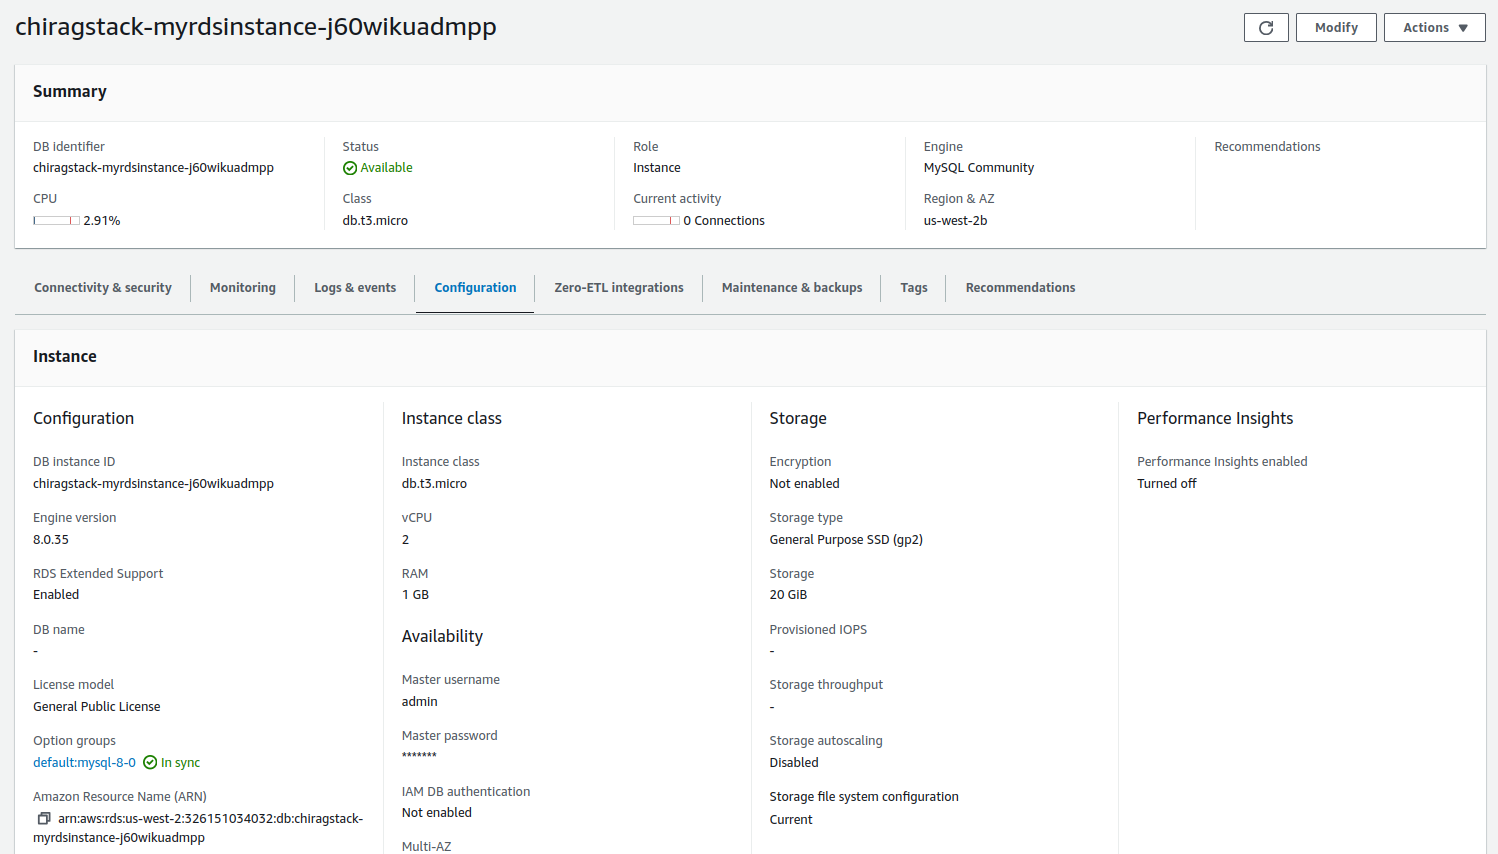 chiragstack-myrdsinstance-j60wikuadmpp
Modify
Actions
Summary
DB identifier
chiragstack-myrdsinstance-j60wikuadmpp
CPU
2.91%
Status
Available
Class
db.t3.micro
Role
Instance
Current activity
0 Connections
Engine
MySQL Community
Region & AZ
us-west-2b
Recommendations
Connectivity & security
Monitoring
Logs & events
Configuration
Zero-ETL integrations
Maintenance & backups
Tags
Recommendations
Instance
Configuration
DB instance ID
chiragstack-myrdsinstance-j60wikuadmpp
Engine version
8.0.35
RDS Extended Support
Enabled
DB name
-
License model
General Public License
Option groups
default:mysql-8-0 In sync
Amazon Resource Name (ARN)
arn:aws:rds:us-west-2:326151034032:db:chiragstack-
myrdsinstance-j60wikuadmpp
Instance class
Instance class
db.t3.micro
vCPU
2
RAM
1 GB
Availability
Master username
admin
Master password
*******
IAM DB authentication
Not enabled
Multi-AZ
Storage
Encryption
Not enabled
Storage type
General Purpose SSD (gp2)
Storage
20 GiB
Provisioned IOPS
-
Storage throughput
-
Storage autoscaling
Disabled
Storage file system configuration
Current
Performance Insights
Performance Insights enabled
Turned off